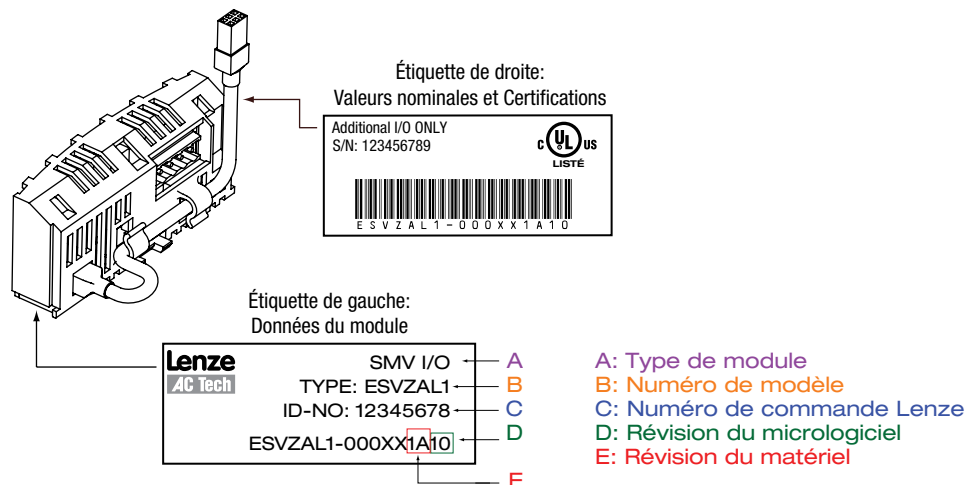 Étiquette de droite:
Valeurs nominales et Certifications
Additional I/O ONLY
S/N: 123456789
C UL US
LISTÉ
ESVZAL1-000XX1A10
Étiquette de gauche:
Données du module
Lenze
AC Tech
SMV I/O
TYPE: ESVZAL1
ID-NO: 12345678
ESVZAL1-000XX1A10
A
B
C
D
E
A: Type de module
B: Numéro de modèle
C: Numéro de commande Lenze
D: Révision du micrologiciel
E: Révision du matériel